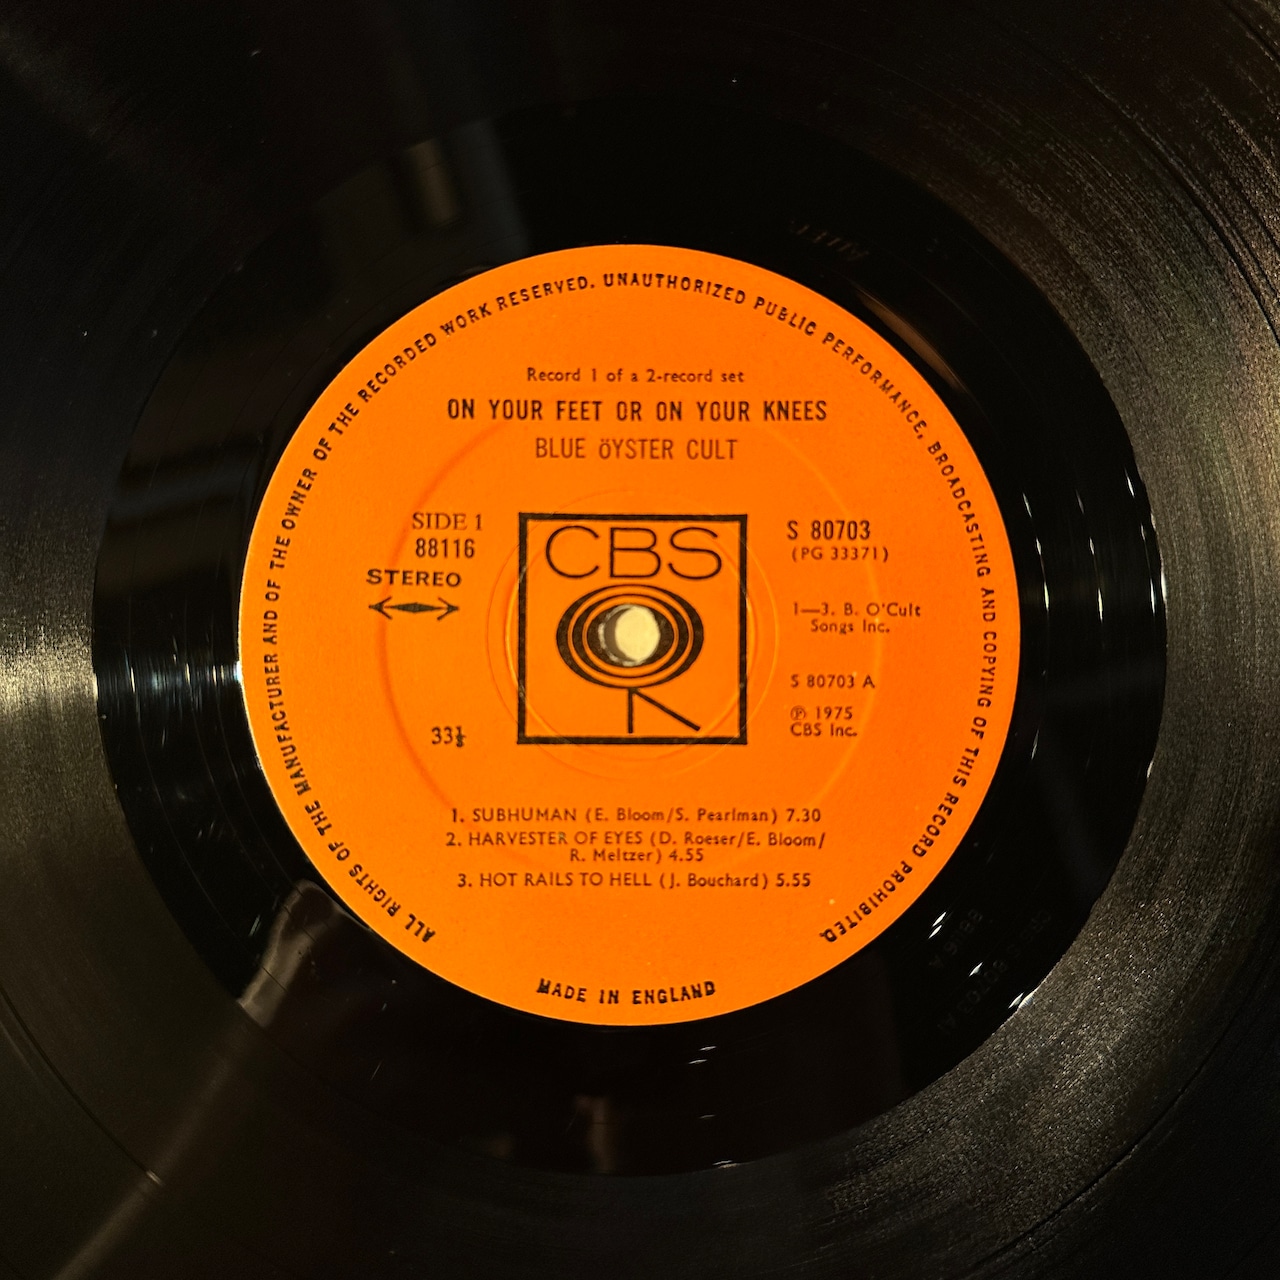 ALL RIGHTS OF THE MANUFACTURER AND OF THE OWNER OF THE RECORDED WORK RESERVED. UNAUTHORIZED PUBLIC PERFORMANCE, BROADCASTING AND COPYING OF THIS RECORD PROHIBITED.
Record 1 of a 2-record set
ON YOUR FEET OR ON YOUR KNEES
BLUE ÖYSTER CULT
SIDE 1
88116
STEREO
33⅓
CBS
S 80703
(PG 33371)
1—3. B. O'Cult
Songs Inc.
S 80703 A
℗ 1975
CBS Inc.
1. SUBHUMAN (E. Bloom/S. Pearlman) 7.30
2. HARVESTER OF EYES (D. Roeser/E. Bloom/
R. Meltzer) 4.55
3. HOT RAILS TO HELL (J. Bouchard) 5.55
MADE IN ENGLAND